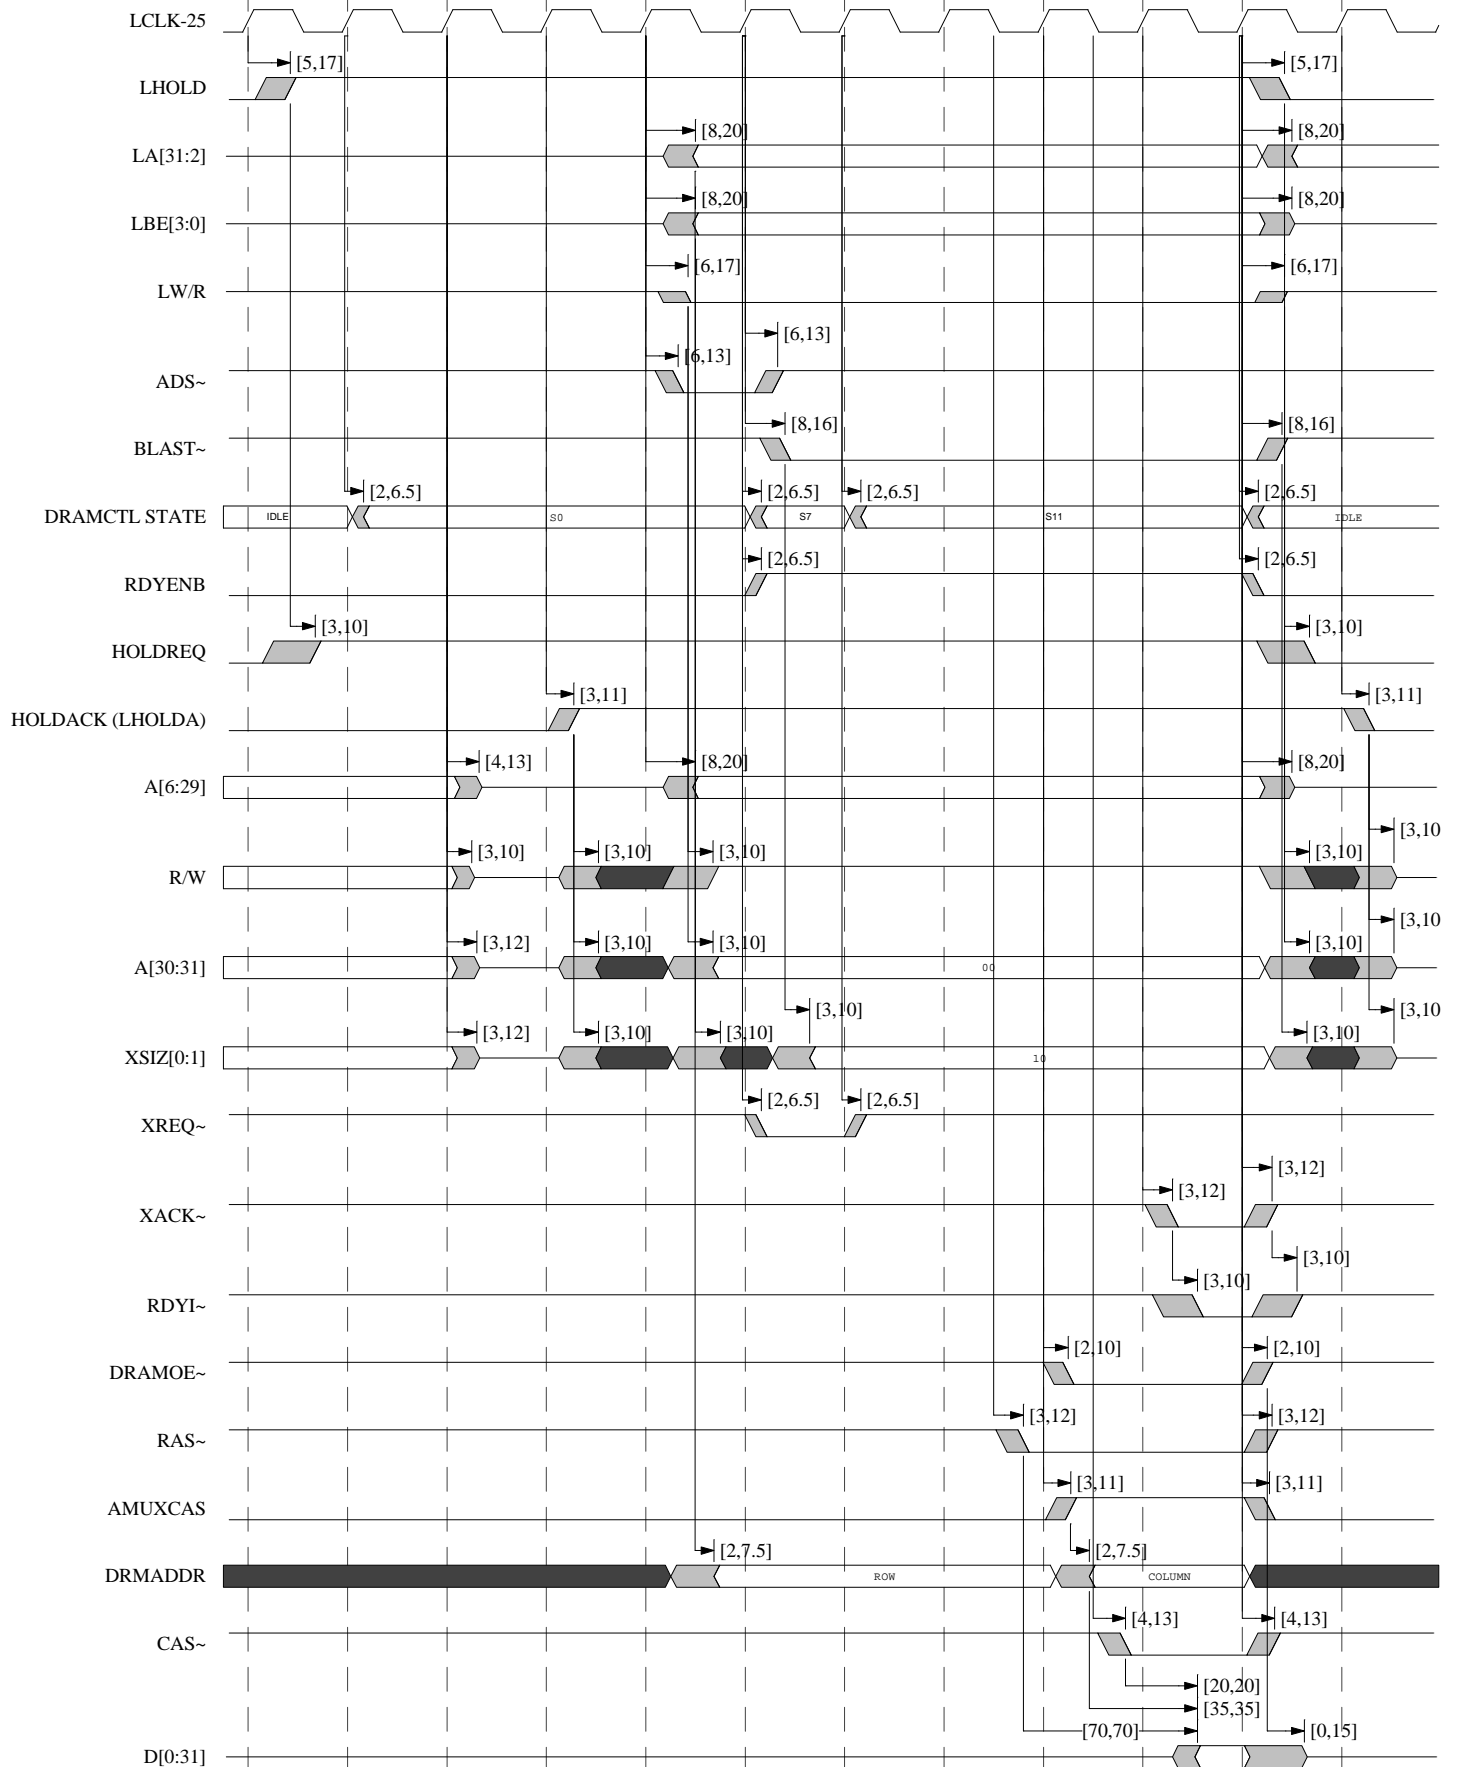 LCLK-25
[5,17] [5,17]
LHOLD
[8,20] [8,20]
LA[31:2]
[8,20] [8,20]
LBE[3:0]
[6,17] [6,17]
LW/R
[6,13]
[6,13]
ADS~
[8,16] [8,16]
BLAST~
[2,6.5] [2,6.5] [2,6.5] [2,6.5]
DRAMCTL STATE IDLE S0 S7 S11 IDLE
[2,6.5] [2,6.5]
RDYENB
[3,10] [3,10]
HOLDREQ
[3,11] [3,11]
HOLDACK (LHOLDA)
[4,13] [8,20] [8,20]
A[6:29]
[3,10
[3,10] [3,10] [3,10] [3,10]
R/W
[3,10
[3,12] [3,10] [3,10] [3,10]
A[30:31] 00
[3,10] [3,10
[3,12] [3,10] [3,10] [3,10]
XSIZ[0:1] 10
[2,6.5] [2,6.5]
XREQ~
[3,12]
[3,12]
XACK~
[3,10]
[3,10]
RDYI~
[2,10] [2,10]
DRAMOE~
[3,12] [3,12]
RAS~
[3,11] [3,11]
AMUXCAS
[2,7.5] [2,7.5]
DRMADDR ROW COLUMN
[4,13] [4,13]
CAS~
[20,20]
[35,35]
[70,70] [0,15]
D[0:31]